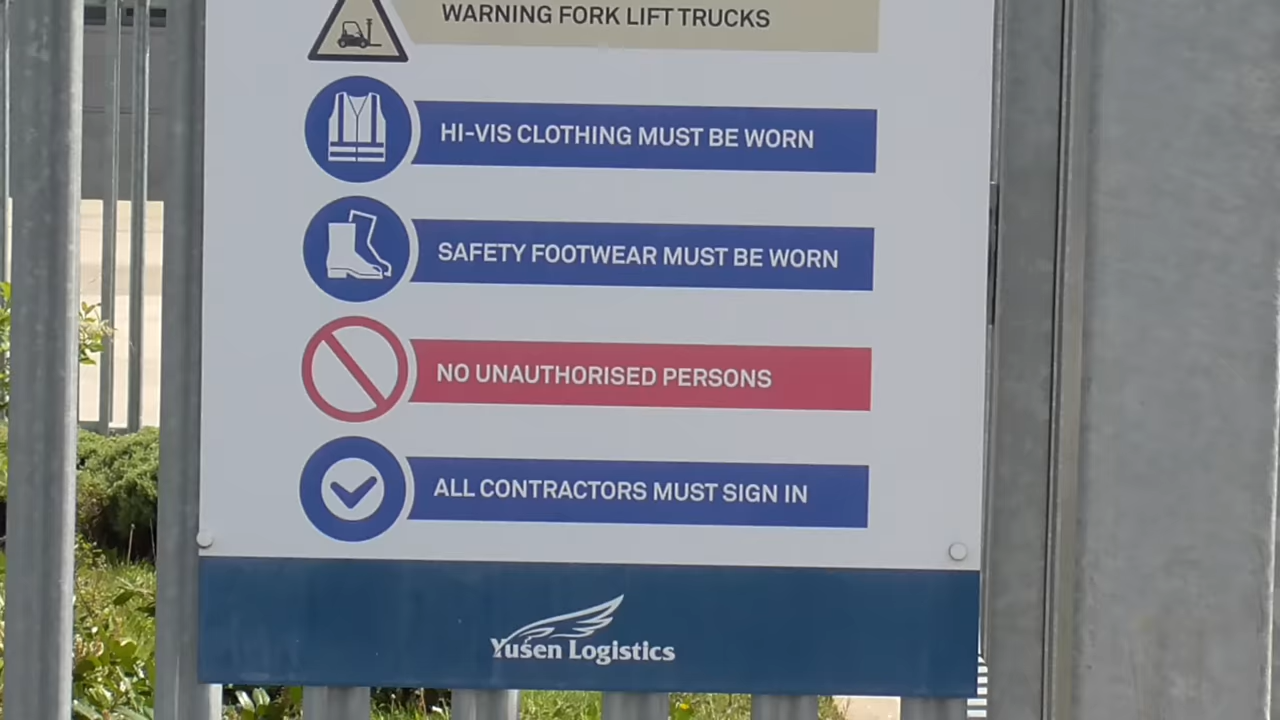 WARNING FORK LIFT TRUCKS
HI-VIS CLOTHING MUST BE WORN
SAFETY FOOTWEAR MUST BE WORN
NO UNAUTHORISED PERSONS
ALL CONTRACTORS MUST SIGN IN
Yusen Logistics